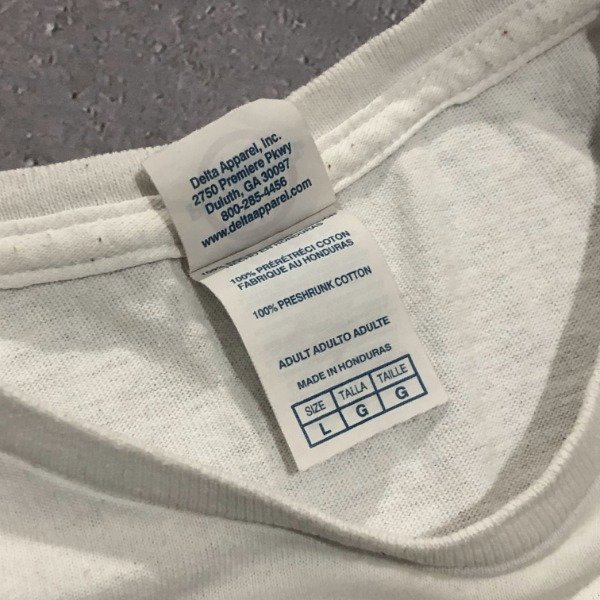 Delta Apparel, Inc.
2750 Premiere Pkwy
Duluth, GA 30097
800-285-4456
www.deltaapparel.com
100% PRÉRÉTRÉCI COTON
FABRIQUE AU HONDURAS
100% PRESHRUNK COTTON
ADULT ADULTO ADULTE
MADE IN HONDURAS
SIZE TALLA TAILLE
L G G